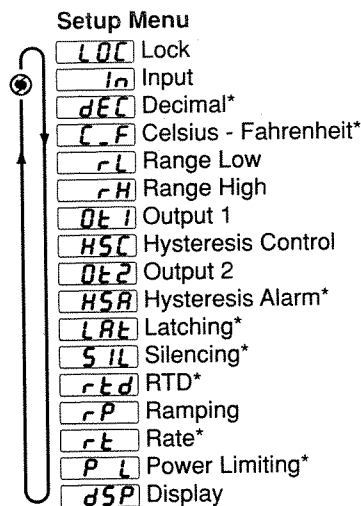 Setup Menu
LOC Lock
In Input
dEC Decimal*
C_F Celsius - Fahrenheit*
rL Range Low
rH Range High
Ot 1 Output 1
HSC Hysteresis Control
Ot2 Output 2
HSA Hysteresis Alarm*
LAt Latching*
S IL Silencing*
rtd RTD*
rP Ramping
rt Rate*
P L Power Limiting*
dSP Display